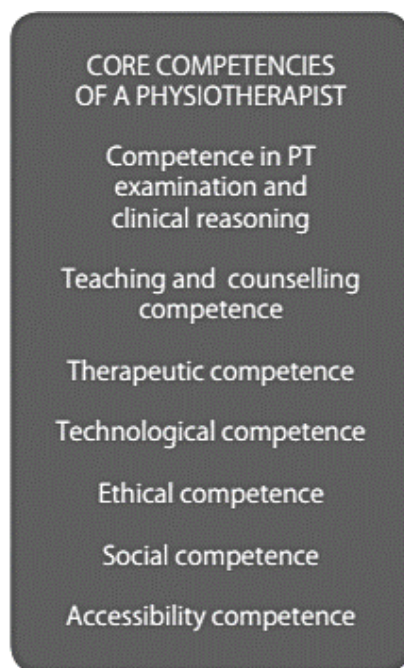 CORE COMPETENCIES
OF A PHYSIOTHERAPIST
Competence in PT
examination and
clinical reasoning
Teaching and counselling
competence
Therapeutic competence
Technological competence
Ethical competence
Social competence
Accessibility competence